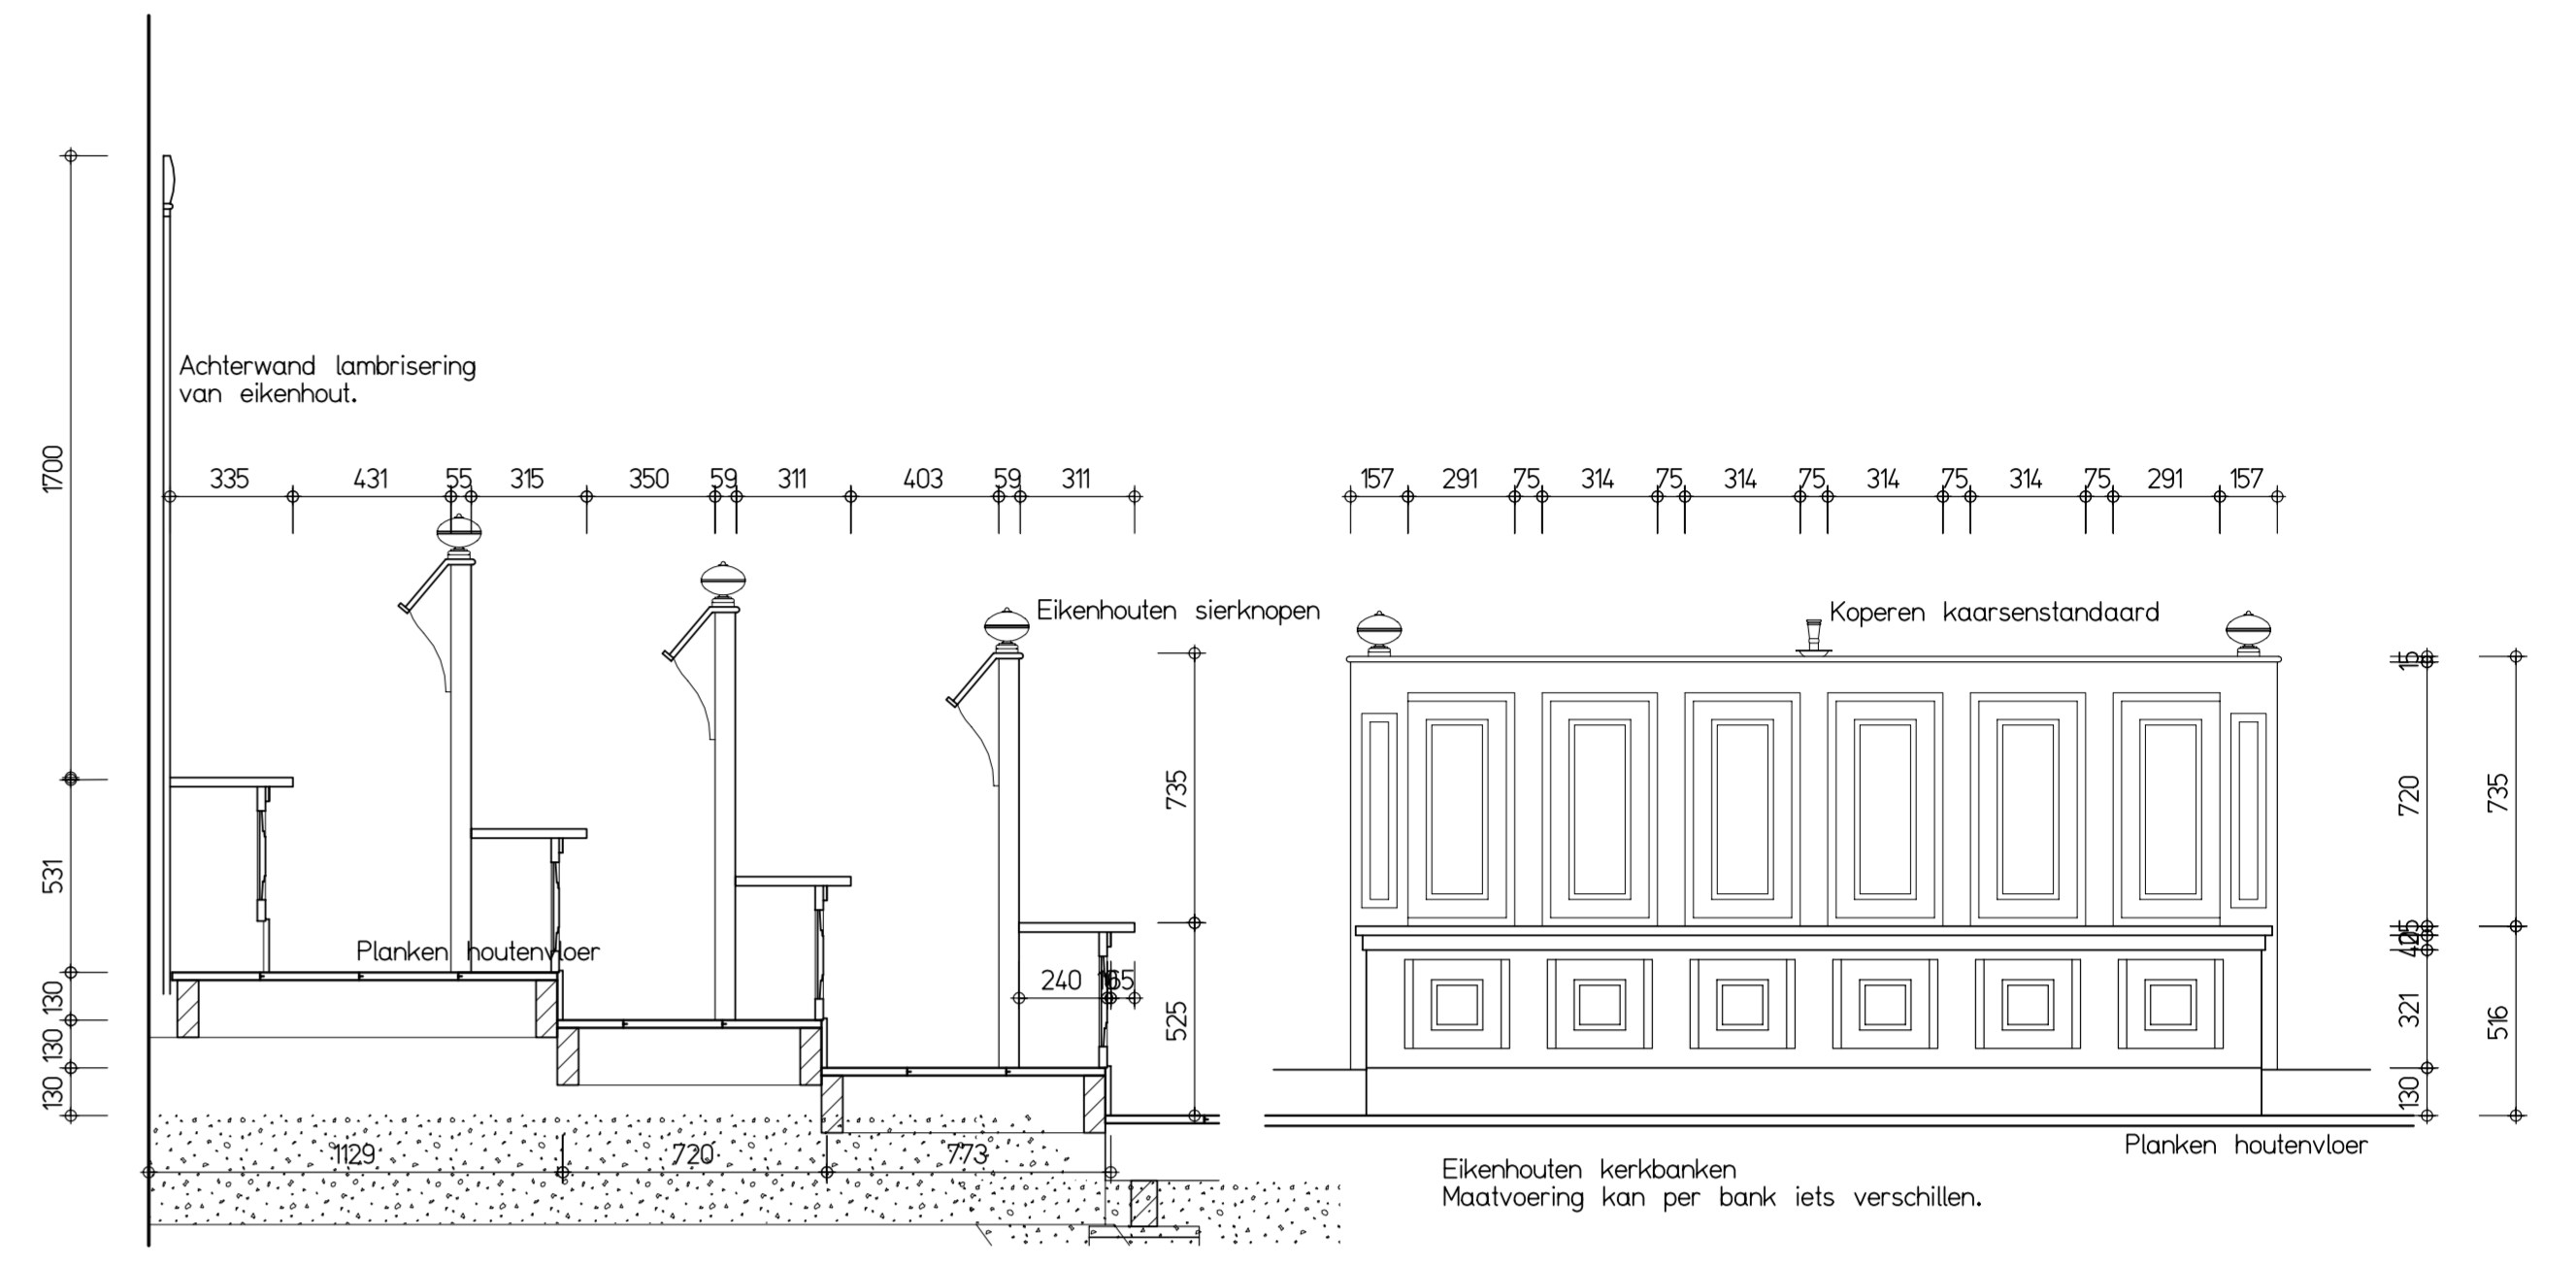 Achterwand lambrisering
van eikenhout.
335 431 55 315 350 59 311 403 59 311
157 291 75 314 75 314 75 314 75 314 75 291 157
1700
531
130
130
130
Eikenhouten sierknopen
Koperen kaarsenstandaard
Planken houtenvloer
735
240 65
525
1129 720 773
15
720
321
130
735
516
Planken houtenvloer
Eikenhouten kerkbanken
Maatvoering kan per bank iets verschillen.